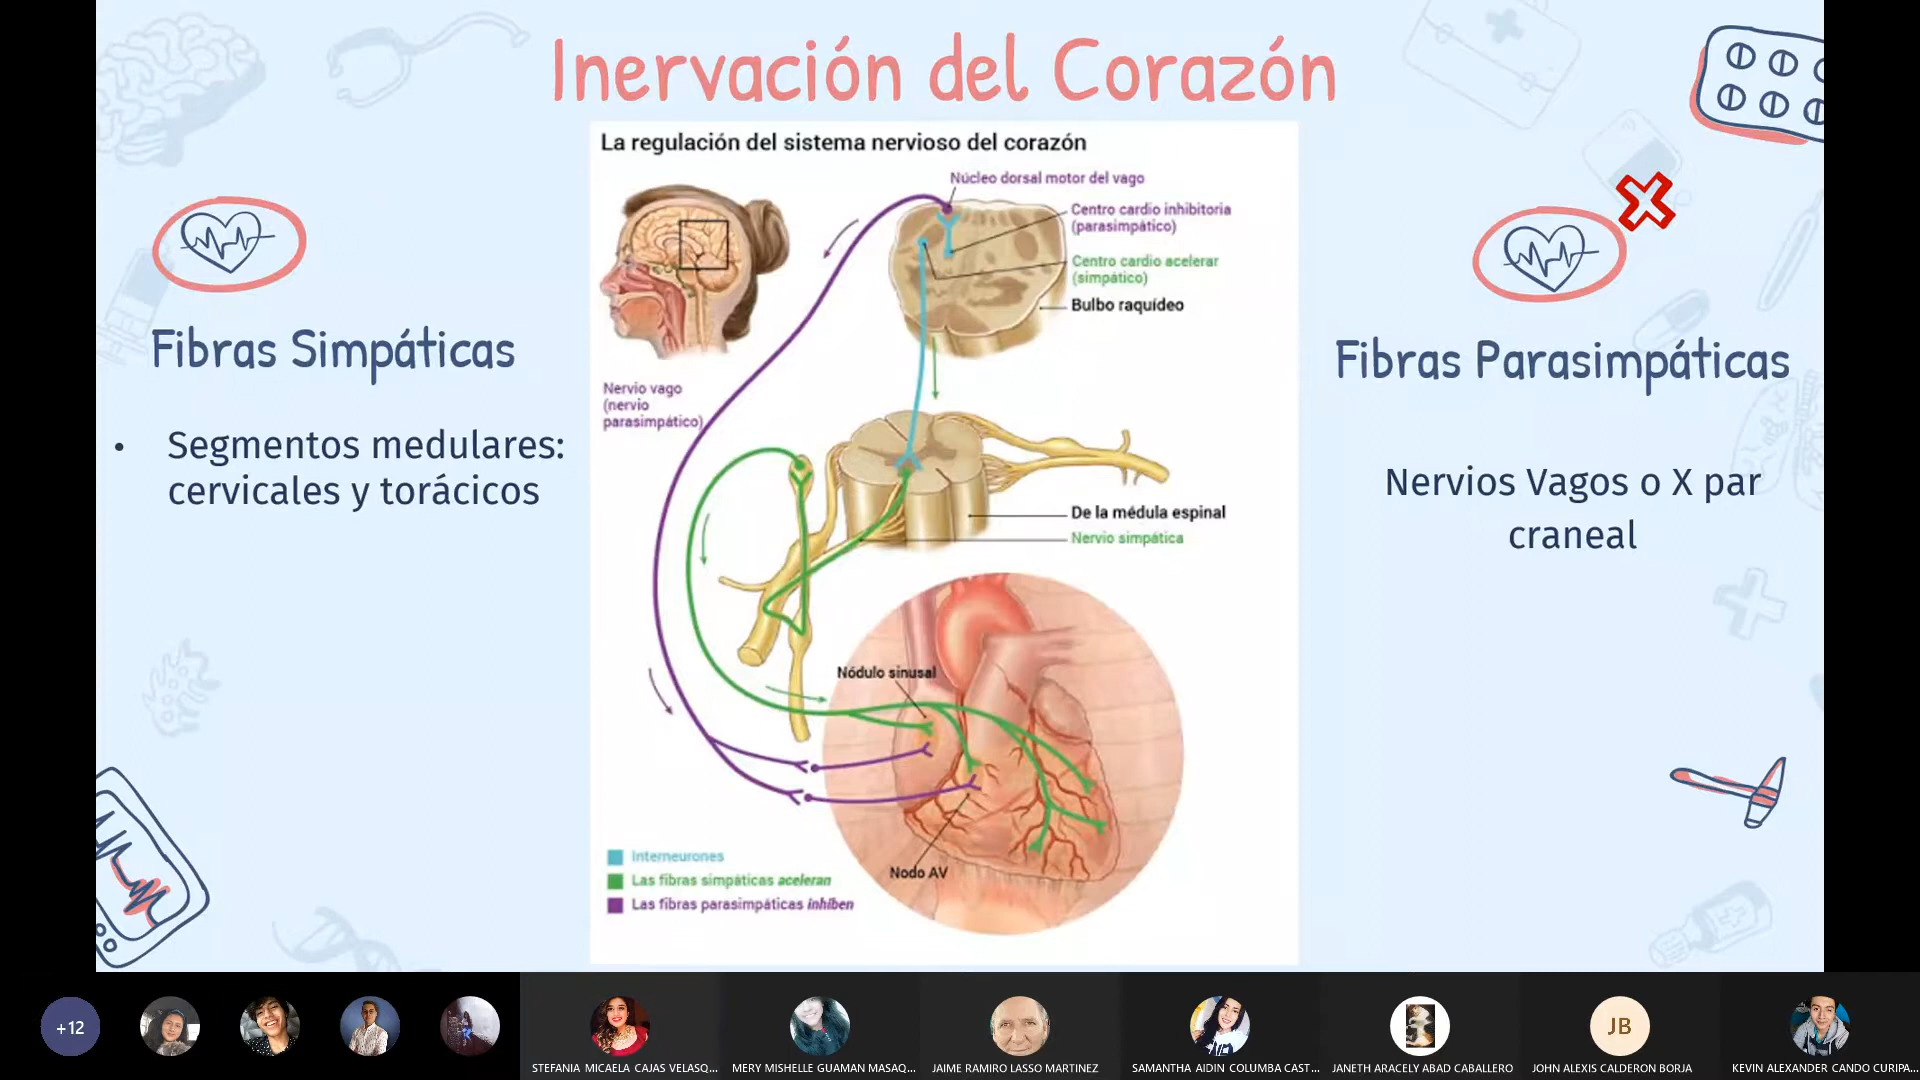 Inervación del Corazón
La regulación del sistema nervioso del corazón
Núcleo dorsal motor del vago
Centro cardio inhibitoria
(parasimpático)
Centro cardio acelerar
(simpático)
Bulbo raquídeo
Nervio vago
(nervio
parasimpático)
De la médula espinal
Nervio simpática
Nódulo sinusal
Nodo AV
Interneurones
Las fibras simpáticas aceleran
Las fibras parasimpáticas inhiben
Fibras Simpáticas
• Segmentos medulares:
cervicales y torácicos
Fibras Parasimpáticas
Nervios Vagos o X par
craneal
+12
JB
STEFANIA MICAELA CAJAS VELASQ...
MERY MISHELLE GUAMAN MASAQ...
JAIME RAMIRO LASSO MARTINEZ
SAMANTHA AIDIN COLUMBA CAST...
JANETH ARACELY ABAD CABALLERO
JOHN ALEXIS CALDERON BORJA
KEVIN ALEXANDER CANDO CURIPA...